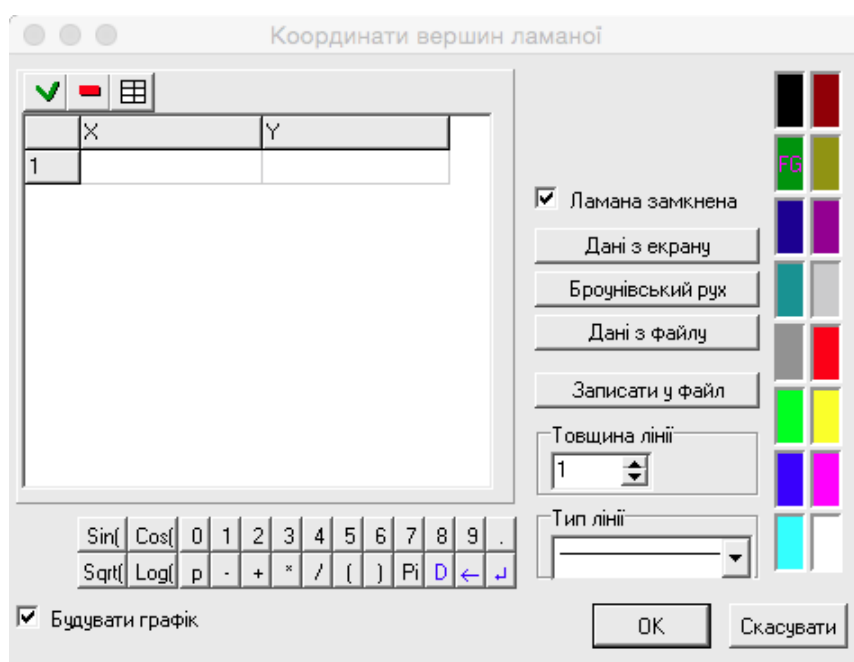 Координати вершин ламаної
X Y
1
FG
Ламана замкнена
Дані з екрану
Броунівський рух
Дані з файлу
Записати у файл
Товщина лінії
1
Тип лінії
Sin( Cos( 0 1 2 3 4 5 6 7 8 9 .
Sqrt( Log( p - + * / ( ) Pi D ← ↲
Будувати графік
OK Скасувати